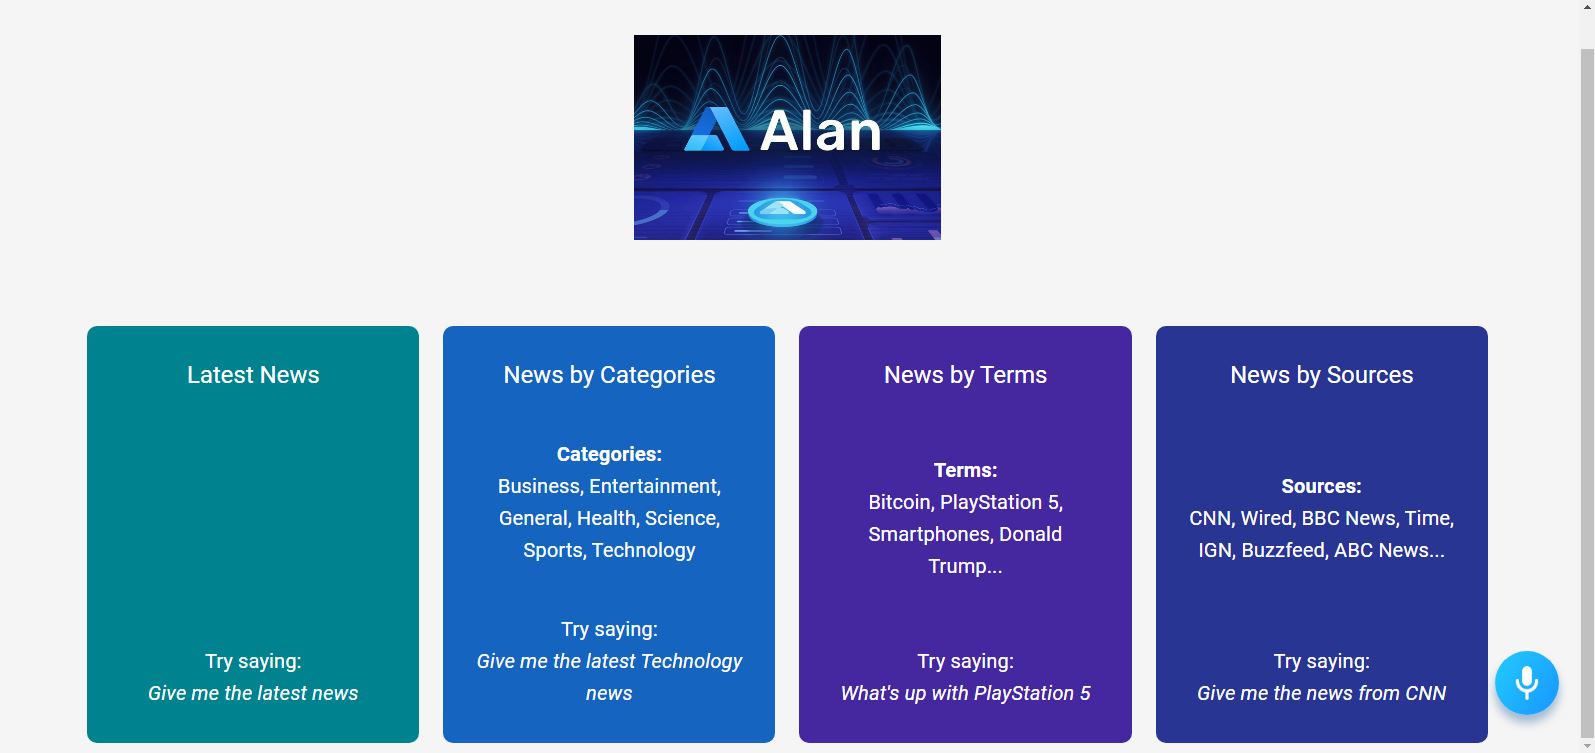 Alan
Latest News
Try saying:
Give me the latest news
News by Categories
Categories:
Business, Entertainment,
General, Health, Science,
Sports, Technology
Try saying:
Give me the latest Technology
news
News by Terms
Terms:
Bitcoin, PlayStation 5,
Smartphones, Donald
Trump...
Try saying:
What's up with PlayStation 5
News by Sources
Sources:
CNN, Wired, BBC News, Time,
IGN, Buzzfeed, ABC News...
Try saying:
Give me the news from CNN